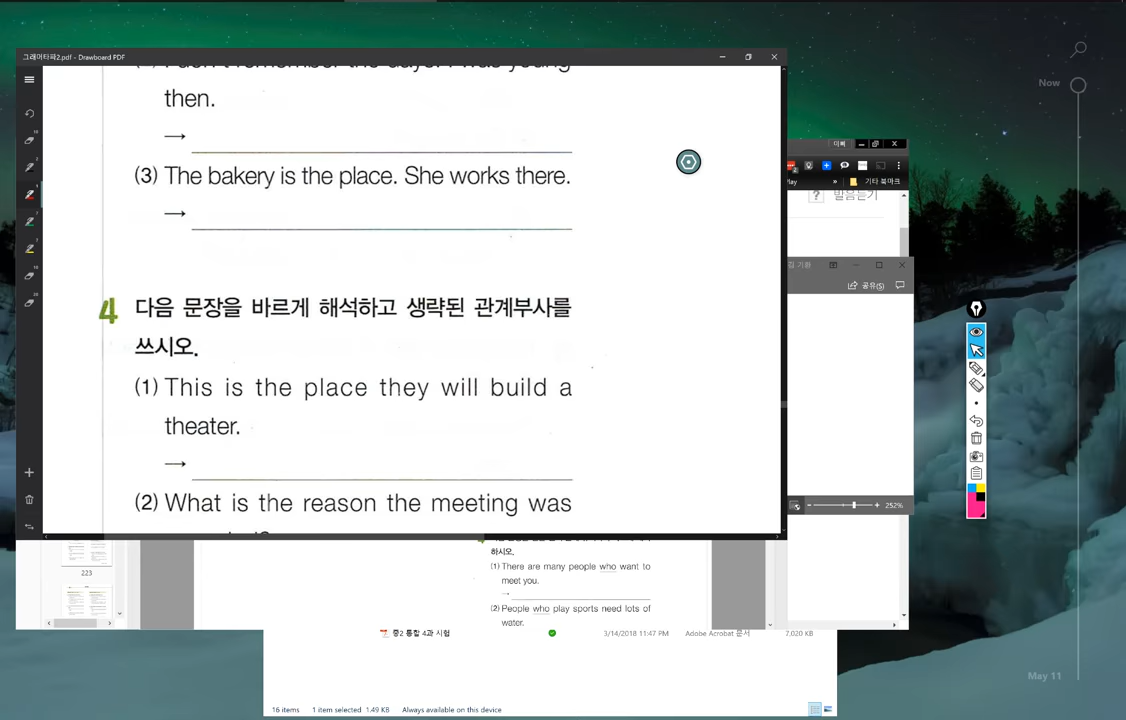 그래머타파2.pdf - Drawboard PDF
then.
→
(3) The bakery is the place. She works there.
→
4 다음 문장을 바르게 해석하고 생략된 관계부사를
쓰시오.
(1) This is the place they will build a
theater.
→
(2) What is the reason the meeting was
Now
May 11
기타 북마크
발음듣기
공유(S)
252%
223
하시오.
(1) There are many people who want to
meet you.
→
(2) People who play sports need lots of
water.
중2 통합 4과 시험 3/14/2018 11:47 PM Adobe Acrobat 문서 7,020 KB
16 items 1 item selected 1.49 KB Always available on this device